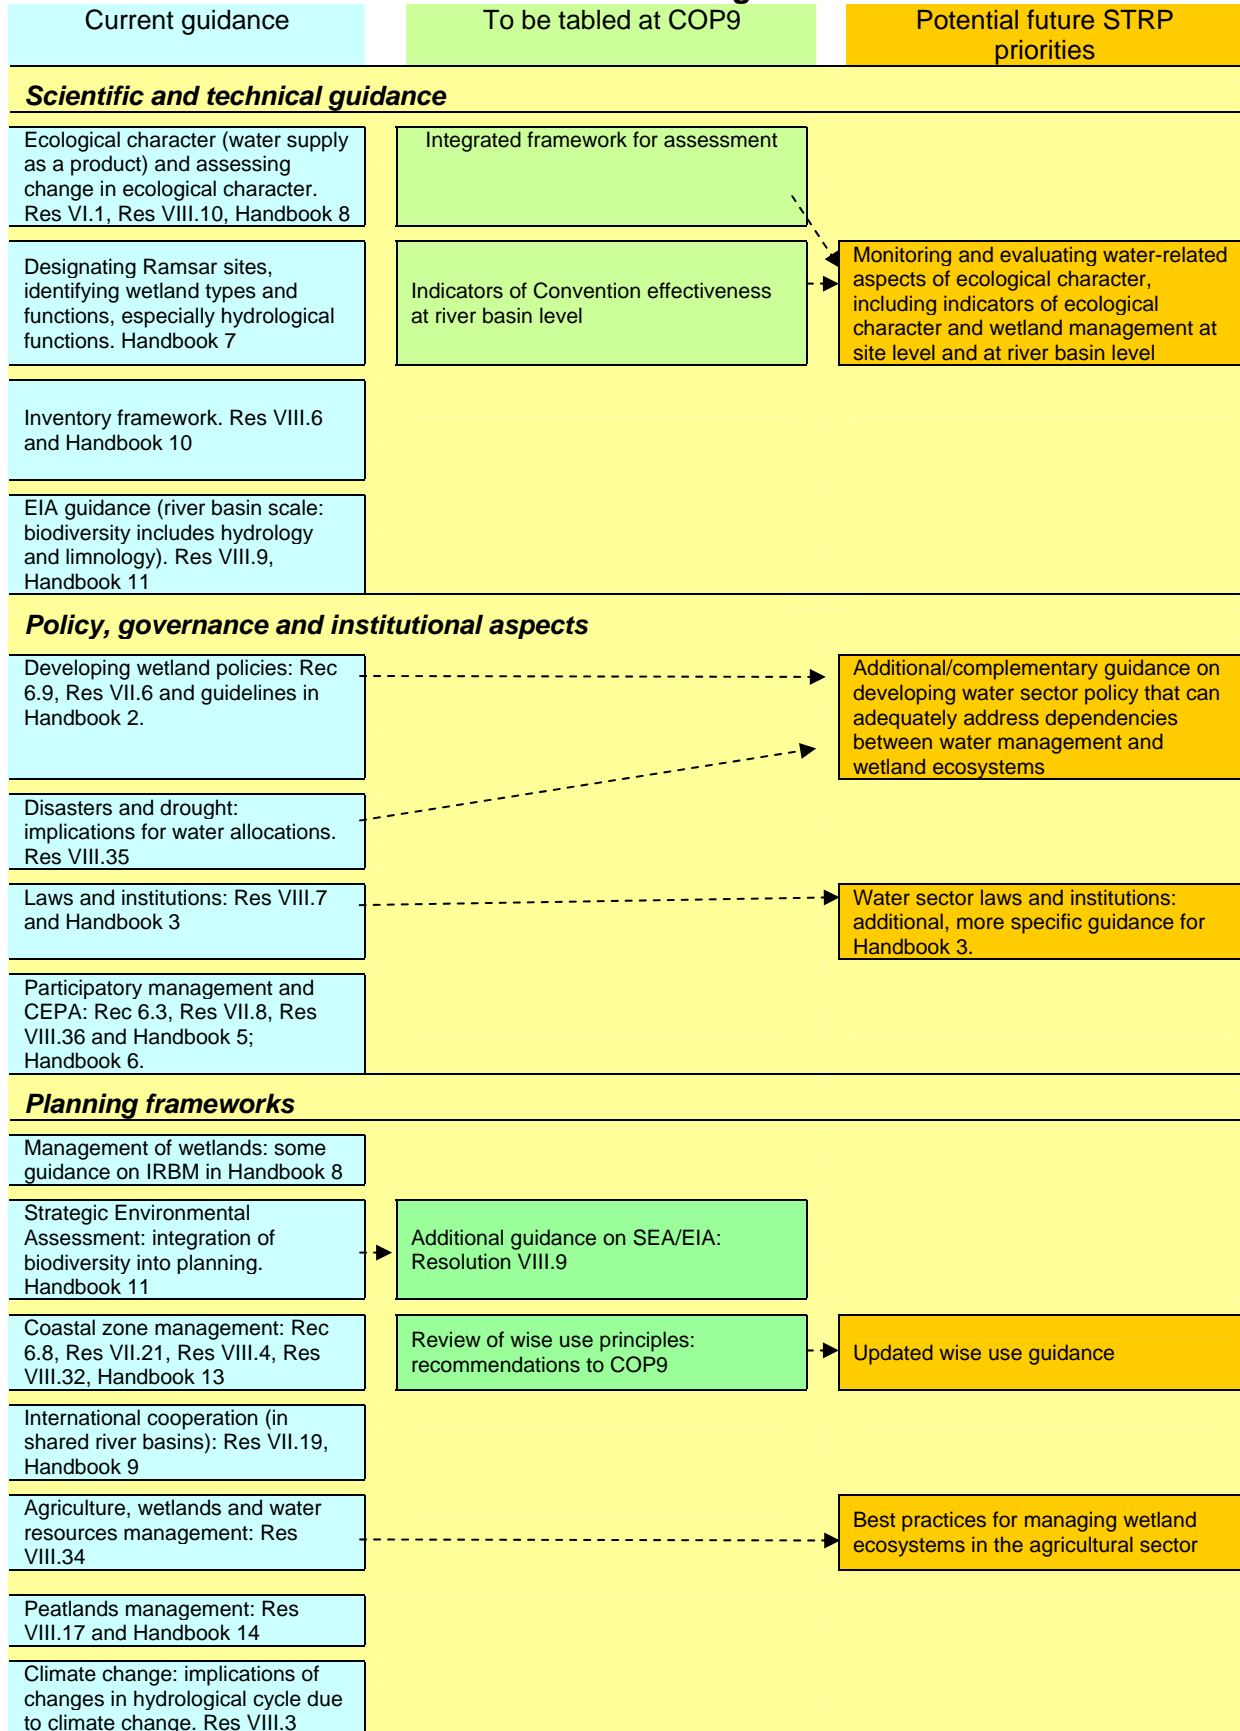 Current guidance
To be tabled at COP9
Potential future STRP
priorities
Scientific and technical guidance
Ecological character (water supply
as a product) and assessing
change in ecological character.
Res VI.1, Res VIII.10, Handbook 8
Integrated framework for assessment
Designating Ramsar sites,
identifying wetland types and
functions, especially hydrological
functions. Handbook 7
Indicators of Convention effectiveness
at river basin level
Monitoring and evaluating water-related
aspects of ecological character,
including indicators of ecological
character and wetland management at
site level and at river basin level
Inventory framework. Res VIII.6
and Handbook 10
EIA guidance (river basin scale:
biodiversity includes hydrology
and limnology). Res VIII.9,
Handbook 11
Policy, governance and institutional aspects
Developing wetland policies: Rec
6.9, Res VII.6 and guidelines in
Handbook 2.
Additional/complementary guidance on
developing water sector policy that can
adequately address dependencies
between water management and
wetland ecosystems
Disasters and drought:
implications for water allocations.
Res VIII.35
Laws and institutions: Res VIII.7
and Handbook 3
Water sector laws and institutions:
additional, more specific guidance for
Handbook 3.
Participatory management and
CEPA: Rec 6.3, Res VII.8, Res
VIII.36 and Handbook 5;
Handbook 6.
Planning frameworks
Management of wetlands: some
guidance on IRBM in Handbook 8
Strategic Environmental
Assessment: integration of
biodiversity into planning.
Handbook 11
Additional guidance on SEA/EIA:
Resolution VIII.9
Coastal zone management: Rec
6.8, Res VII.21, Res VIII.4, Res
VIII.32, Handbook 13
Review of wise use principles:
recommendations to COP9
Updated wise use guidance
International cooperation (in
shared river basins): Res VII.19,
Handbook 9
Agriculture, wetlands and water
resources management: Res
VIII.34
Best practices for managing wetland
ecosystems in the agricultural sector
Peatlands management: Res
VIII.17 and Handbook 14
Climate change: implications of
changes in hydrological cycle due
to climate change. Res VIII.3